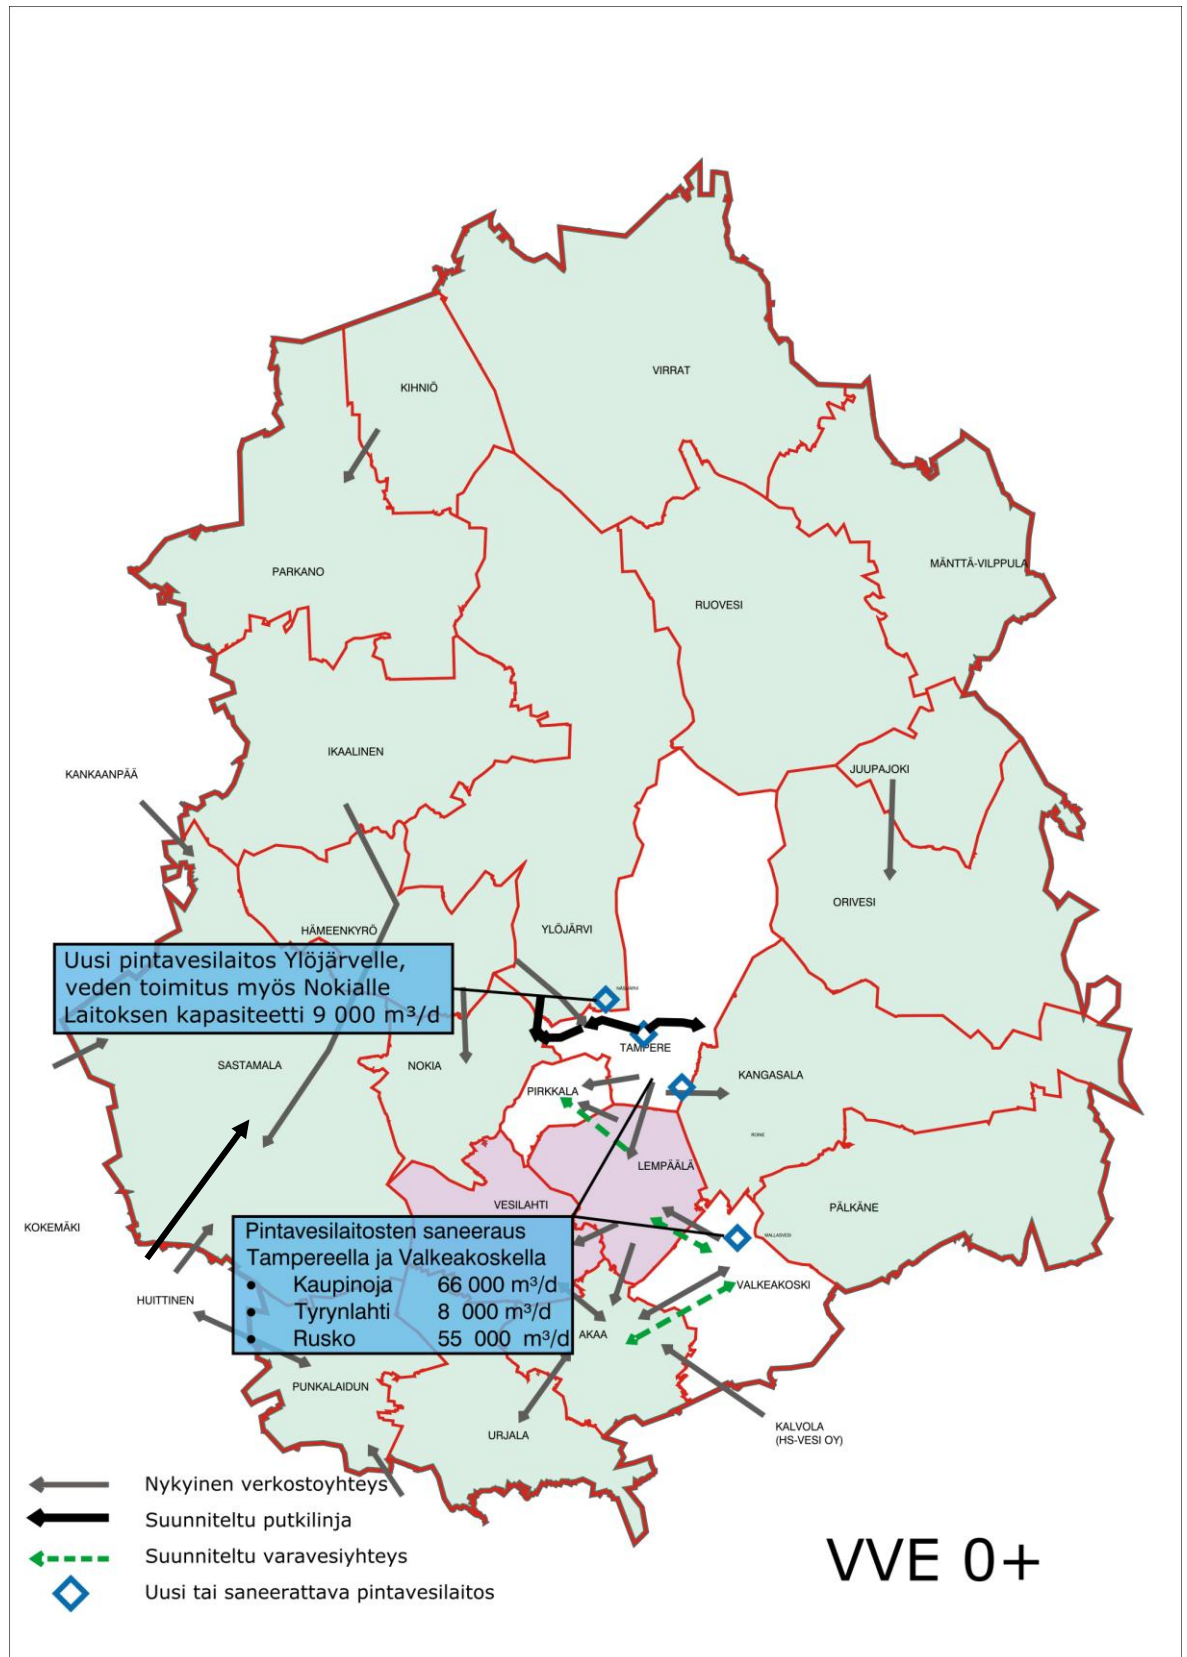 VIRRAT
KIHNIÖ
MÄNTTÄ-VILPPULA
PARKANO
RUOVESI
IKAALINEN
JUUPAJOKI
KANKAANPÄÄ
ORIVESI
HÄMEENKYRÖ
YLÖJÄRVI
Uusi pintavesilaitos Ylöjärvelle,
veden toimitus myös Nokialle
Laitoksen kapasiteetti 9 000 m³/d
NÄSIJÄRVI
TAMPERE
SASTAMALA
NOKIA
KANGASALA
PIRKKALA
ROINE
LEMPÄÄLÄ
VESILAHTI
PÄLKÄNE
KOKEMÄKI
MALLASVESI
Pintavesilaitosten saneeraus
Tampereella ja Valkeakoskella
• Kaupinoja 66 000 m³/d
• Tyrynlahti 8 000 m³/d
• Rusko 55 000 m³/d
VALKEAKOSKI
HUITTINEN
AKAA
PUNKALAIDUN
URJALA
KALVOLA
(HS-VESI OY)
Nykyinen verkostoyhteys
Suunniteltu putkilinja
Suunniteltu varavesiyhteys
Uusi tai saneerattava pintavesilaitos
VVE 0+